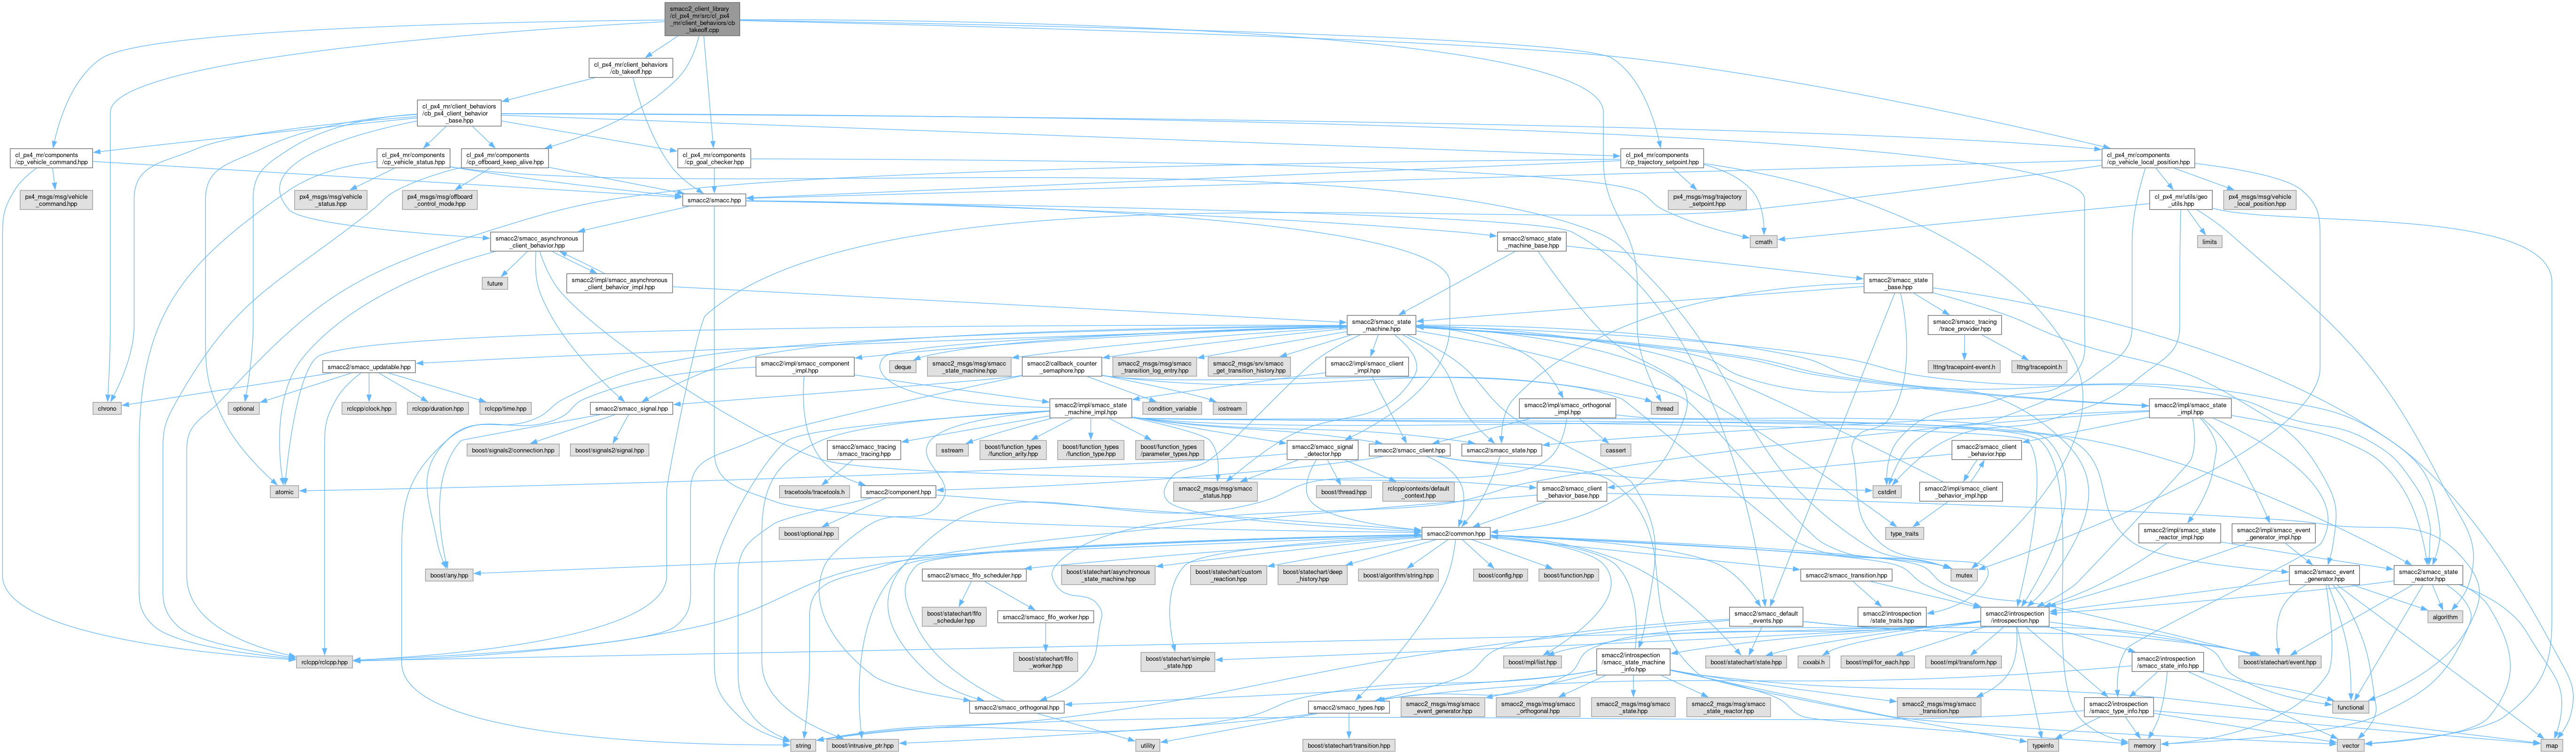 smacc2_client_library
/cl_px4_mr/src/cl_px4
_mr/client_behaviors/cb
_takeoff.cpp
cl_px4_mr/client_behaviors
/cb_takeoff.hpp
cl_px4_mr/client_behaviors
/cb_px4_client_behavior
_base.hpp
cl_px4_mr/components
/cp_vehicle_command.hpp
cl_px4_mr/components
/cp_vehicle_status.hpp
cl_px4_mr/components
/cp_offboard_keep_alive.hpp
cl_px4_mr/components
/cp_goal_checker.hpp
cl_px4_mr/components
/cp_trajectory_setpoint.hpp
cl_px4_mr/components
/cp_vehicle_local_position.hpp
px4_msgs/msg/vehicle
_command.hpp
px4_msgs/msg/vehicle
_status.hpp
px4_msgs/msg/offboard
_control_mode.hpp
smacc2/smacc.hpp
px4_msgs/msg/trajectory
_setpoint.hpp
cl_px4_mr/utils/geo
_utils.hpp
px4_msgs/msg/vehicle
_local_position.hpp
smacc2/smacc_asynchronous
_client_behavior.hpp
smacc2/smacc_state
_machine_base.hpp
cmath
limits
future
smacc2/impl/smacc_asynchronous
_client_behavior_impl.hpp
smacc2/smacc_state
_base.hpp
smacc2/smacc_state
_machine.hpp
smacc2/smacc_tracing
/trace_provider.hpp
smacc2/smacc_updatable.hpp
smacc2/impl/smacc_component
_impl.hpp
deque
smacc2_msgs/msg/smacc
_state_machine.hpp
smacc2/callback_counter
_semaphore.hpp
smacc2_msgs/msg/smacc
_transition_log_entry.hpp
smacc2_msgs/srv/smacc
_get_transition_history.hpp
smacc2/impl/smacc_client
_impl.hpp
lttng/tracepoint-event.h
lttng/tracepoint.h
chrono
optional
rclcpp/clock.hpp
rclcpp/duration.hpp
rclcpp/time.hpp
smacc2/smacc_signal.hpp
smacc2/impl/smacc_state
_machine_impl.hpp
condition_variable
iostream
smacc2/impl/smacc_orthogonal
_impl.hpp
thread
smacc2/impl/smacc_state
_impl.hpp
boost/signals2/connection.hpp
boost/signals2/signal.hpp
smacc2/smacc_tracing
/smacc_tracing.hpp
sstream
boost/function_types
/function_arity.hpp
boost/function_types
/function_type.hpp
boost/function_types
/parameter_types.hpp
smacc2/smacc_signal
_detector.hpp
smacc2/smacc_client.hpp
smacc2/smacc_state.hpp
cassert
smacc2/smacc_client
_behavior.hpp
atomic
tracetools/tracetools.h
smacc2/component.hpp
smacc2_msgs/msg/smacc
_status.hpp
boost/thread.hpp
rclcpp/contexts/default
_context.hpp
smacc2/smacc_client
_behavior_base.hpp
cstdint
smacc2/impl/smacc_client
_behavior_impl.hpp
boost/optional.hpp
smacc2/common.hpp
type_traits
smacc2/impl/smacc_state
_reactor_impl.hpp
smacc2/impl/smacc_event
_generator_impl.hpp
boost/any.hpp
smacc2/smacc_fifo_scheduler.hpp
boost/statechart/asynchronous
_state_machine.hpp
boost/statechart/custom
_reaction.hpp
boost/statechart/deep
_history.hpp
boost/algorithm/string.hpp
boost/config.hpp
boost/function.hpp
smacc2/smacc_transition.hpp
mutex
smacc2/smacc_event
_generator.hpp
smacc2/smacc_state
_reactor.hpp
boost/statechart/fifo
_scheduler.hpp
smacc2/smacc_fifo_worker.hpp
smacc2/smacc_default
_events.hpp
smacc2/introspection
/state_traits.hpp
smacc2/introspection
/introspection.hpp
algorithm
rclcpp/rclcpp.hpp
boost/statechart/fifo
_worker.hpp
boost/statechart/simple
_state.hpp
boost/mpl/list.hpp
smacc2/introspection
/smacc_state_machine
_info.hpp
boost/statechart/state.hpp
cxxabi.h
boost/mpl/for_each.hpp
boost/mpl/transform.hpp
smacc2/introspection
/smacc_state_info.hpp
boost/statechart/event.hpp
smacc2/smacc_orthogonal.hpp
smacc2/smacc_types.hpp
smacc2_msgs/msg/smacc
_event_generator.hpp
smacc2_msgs/msg/smacc
_orthogonal.hpp
smacc2_msgs/msg/smacc
_state.hpp
smacc2_msgs/msg/smacc
_state_reactor.hpp
smacc2_msgs/msg/smacc
_transition.hpp
smacc2/introspection
/smacc_type_info.hpp
functional
string
boost/intrusive_ptr.hpp
utility
boost/statechart/transition.hpp
typeinfo
memory
vector
map